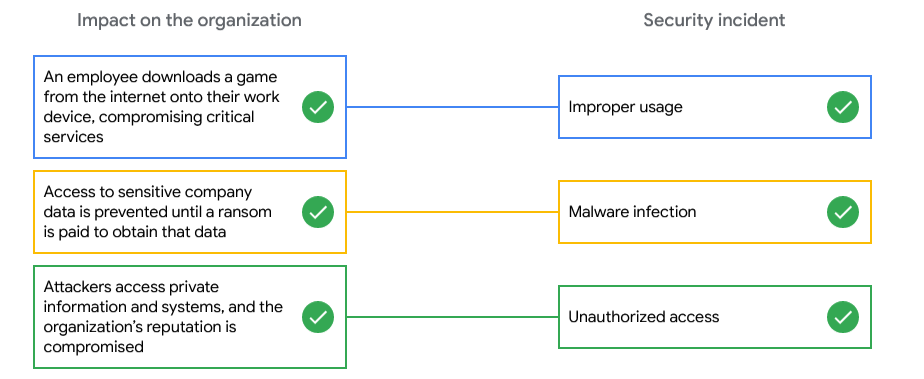 Impact on the organization
Security incident
An employee downloads a game
from the internet onto their work
device, compromising critical
services
Improper usage
Access to sensitive company
data is prevented until a ransom
is paid to obtain that data
Malware infection
Attackers access private
information and systems, and the
organization’s reputation is
compromised
Unauthorized access